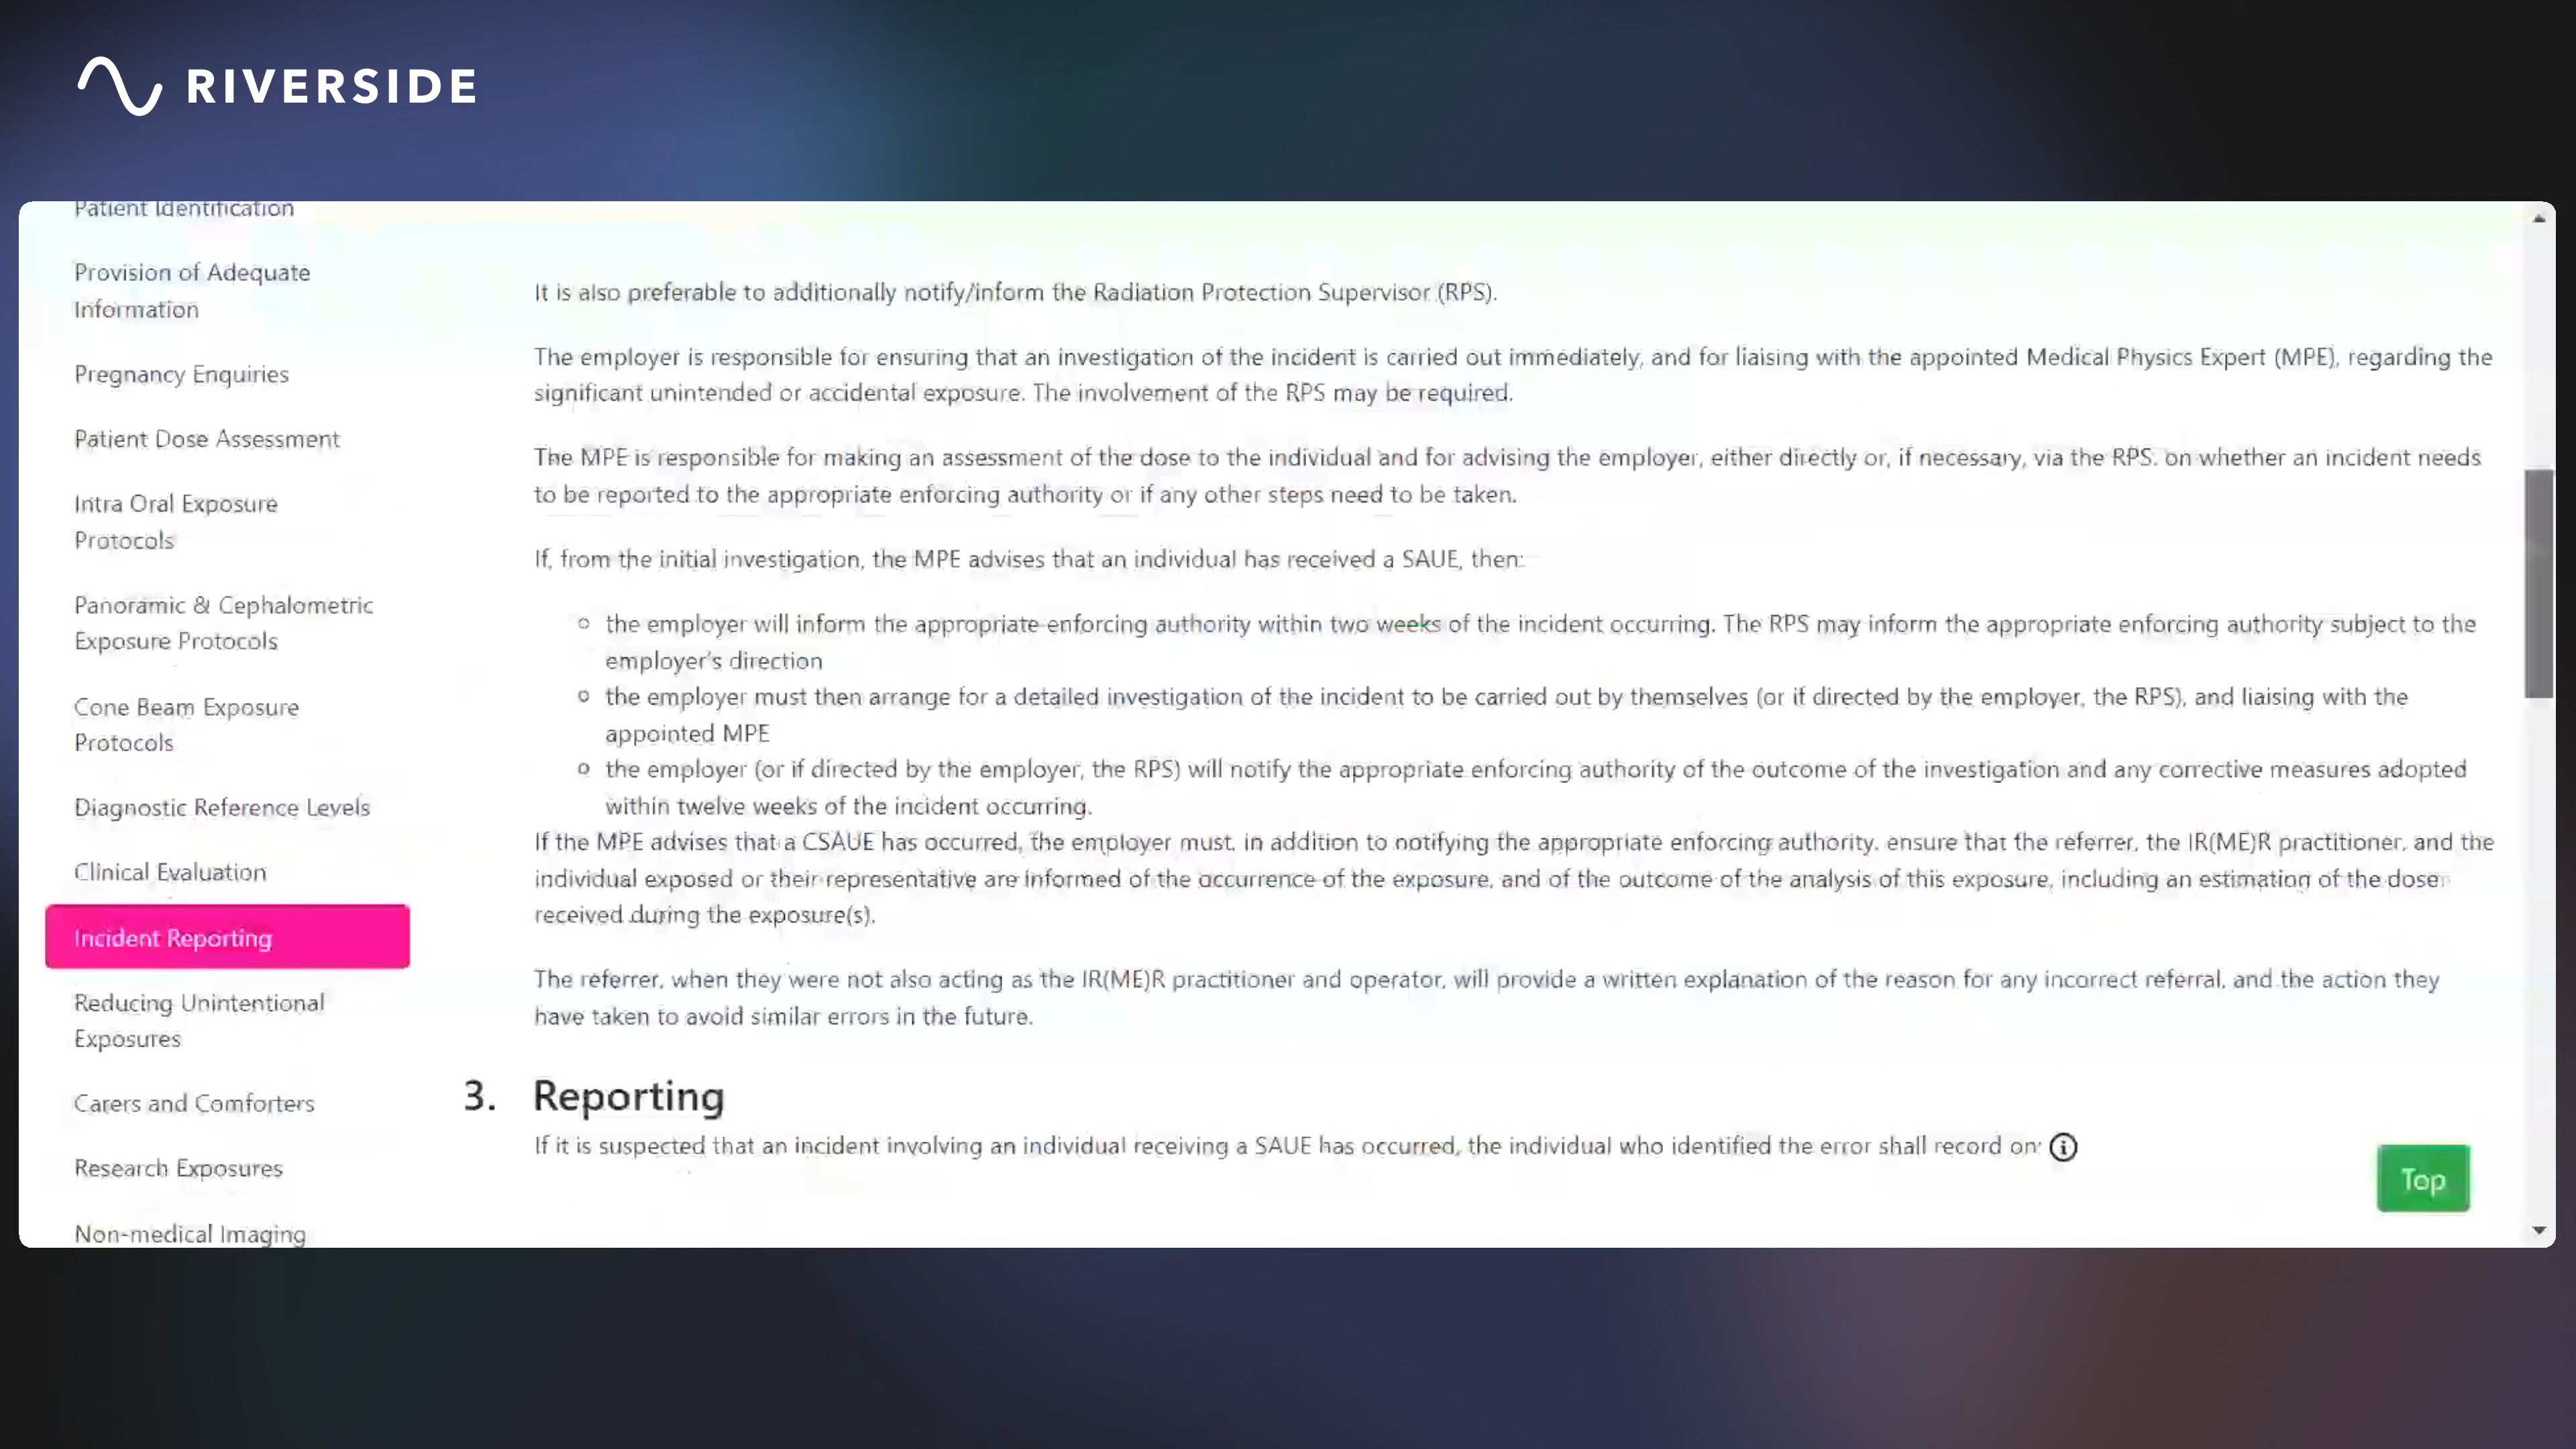 RIVERSIDE
Patient Identification
Provision of Adequate
Information
Pregnancy Enquiries
Patient Dose Assessment
Intra Oral Exposure
Protocols
Panoramic & Cephalometric
Exposure Protocols
Cone Beam Exposure
Protocols
Diagnostic Reference Levels
Clinical Evaluation
Incident Reporting
Reducing Unintentional
Exposures
Carers and Comforters
Research Exposures
Non-medical Imaging
It is also preferable to additionally notify/inform the Radiation Protection Supervisor (RPS).
The employer is responsible for ensuring that an investigation of the incident is carried out immediately, and for liaising with the appointed Medical Physics Expert (MPE), regarding the
significant unintended or accidental exposure. The involvement of the RPS may be required.
The MPE is responsible for making an assessment of the dose to the individual and for advising the employer, either directly or, if necessary, via the RPS. on whether an incident needs
to be reported to the appropriate enforcing authority or if any other steps need to be taken.
If, from the initial investigation, the MPE advises that an individual has received a SAUE, then:
the employer will inform the appropriate enforcing authority within two weeks of the incident occurring. The RPS may inform the appropriate enforcing authority subject to the
employer's direction
the employer must then arrange for a detailed investigation of the incident to be carried out by themselves (or if directed by the employer, the RPS), and liaising with the
appointed MPE
the employer (or if directed by the employer, the RPS) will notify the appropriate enforcing authority of the outcome of the investigation and any corrective measures adopted
within twelve weeks of the incident occurring.
If the MPE advises that a CSAUE has occurred, the employer must, in addition to notifying the appropriate enforcing authority, ensure that the referrer, the IR(ME)R practitioner, and the
individual exposed or their representative are informed of the occurrence of the exposure, and of the outcome of the analysis of this exposure, including an estimation of the dose
received during the exposure(s).
The referrer, when they were not also acting as the IR(ME)R practitioner and operator, will provide a written explanation of the reason for any incorrect referral, and the action they
have taken to avoid similar errors in the future.
3. Reporting
If it is suspected that an incident involving an individual receiving a SAUE has occurred, the individual who identified the error shall record on:
Top